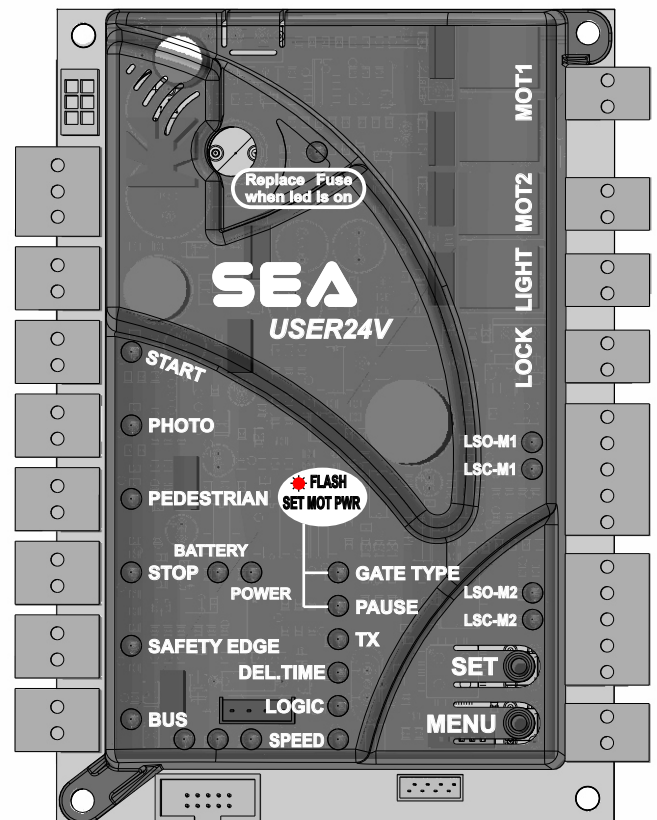 MOT1
Replace Fuse
when led is on
MOT2
SEA
USER24V
LIGHT
LOCK
START
PHOTO
LSO-M1
LSC-M1
PEDESTRIAN
FLASH
SET MOT PWR
BATTERY
STOP
POWER
GATE TYPE
PAUSE
LSO-M2
LSC-M2
SAFETY EDGE
TX
DEL.TIME
SET
LOGIC
BUS
SPEED
MENU